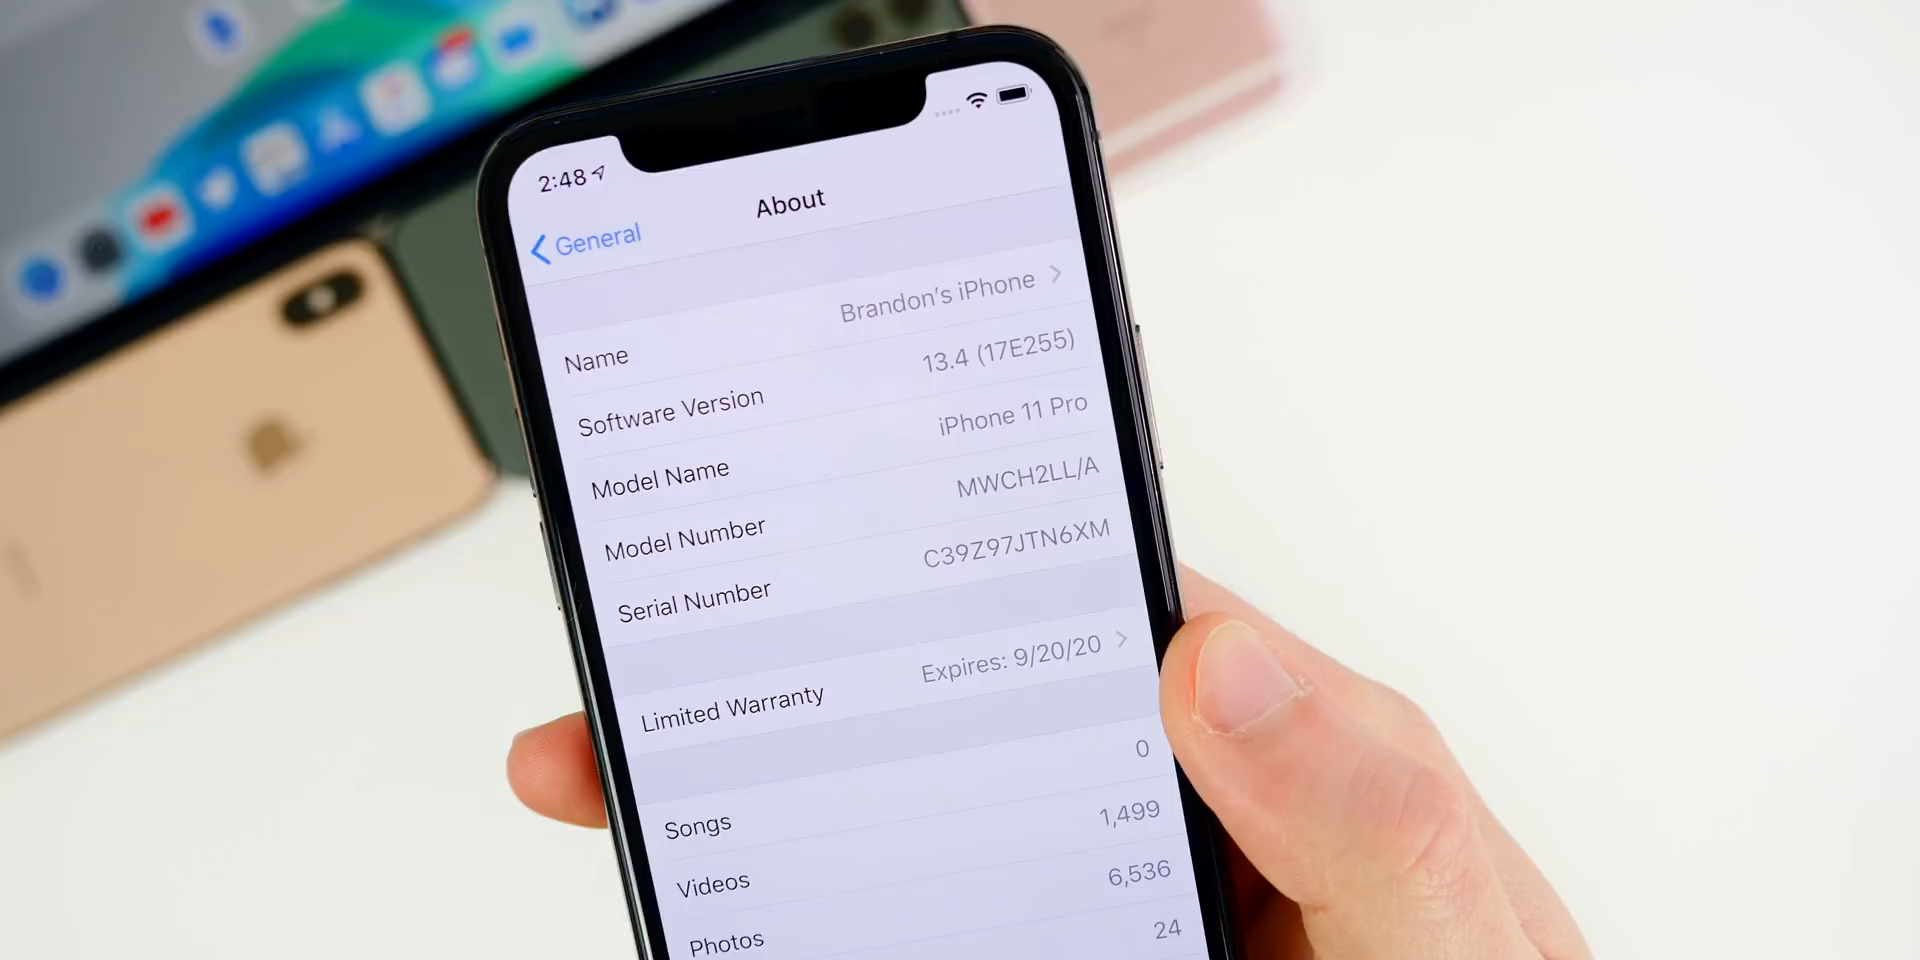 2:48
General
About
Name
Brandon’s iPhone
Software Version
13.4 (17E255)
Model Name
iPhone 11 Pro
Model Number
MWCH2LL/A
Serial Number
C39Z97JTN6XM
Limited Warranty
Expires: 9/20/20
Songs
0
Videos
1,499
Photos
6,536
24